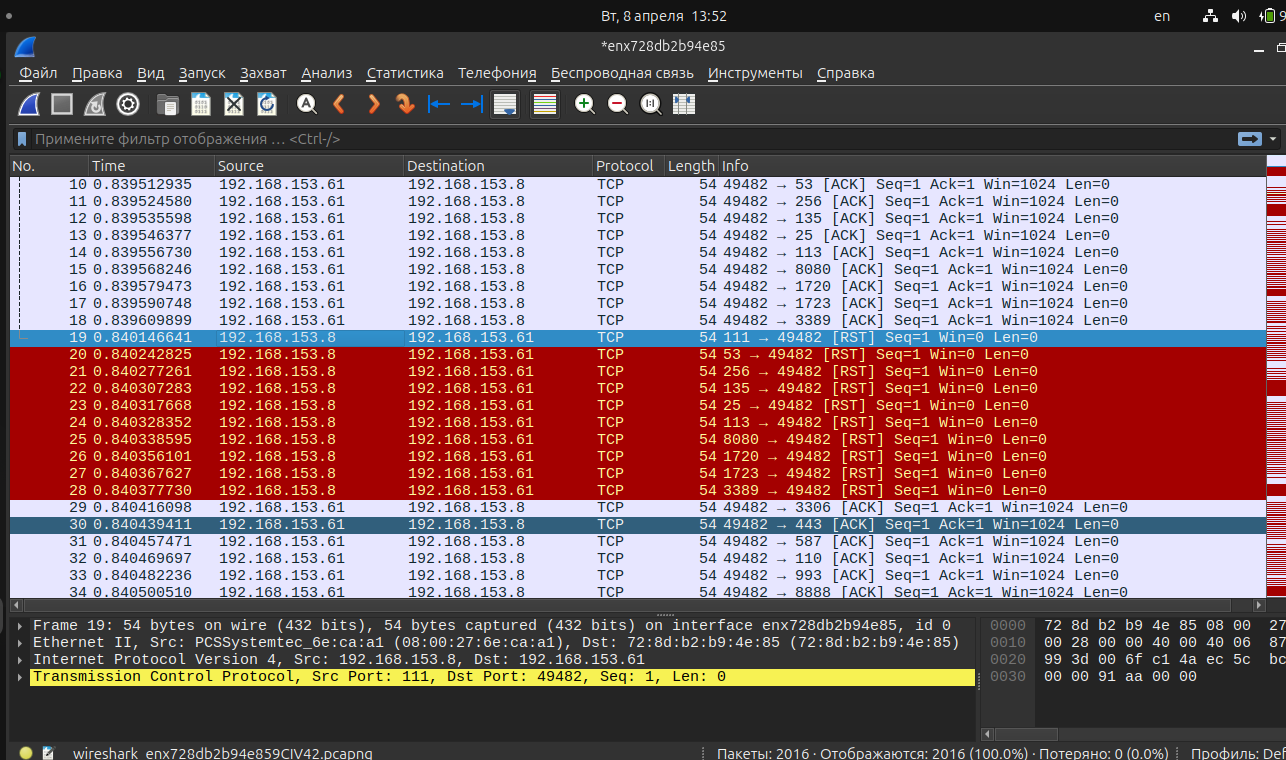 Вт, 8 апреля 13:52
en
*enx728db2b94e85
Файл Правка Вид Запуск Захват Анализ Статистика Телефония Беспроводная связь Инструменты Справка
Примените фильтр отображения … <Ctrl-/>
No. Time Source Destination Protocol Length Info
10 0.839512935 192.168.153.61 192.168.153.8 TCP 54 49482 → 53 [ACK] Seq=1 Ack=1 Win=1024 Len=0
11 0.839524580 192.168.153.61 192.168.153.8 TCP 54 49482 → 256 [ACK] Seq=1 Ack=1 Win=1024 Len=0
12 0.839535598 192.168.153.61 192.168.153.8 TCP 54 49482 → 135 [ACK] Seq=1 Ack=1 Win=1024 Len=0
13 0.839546377 192.168.153.61 192.168.153.8 TCP 54 49482 → 25 [ACK] Seq=1 Ack=1 Win=1024 Len=0
14 0.839556730 192.168.153.61 192.168.153.8 TCP 54 49482 → 113 [ACK] Seq=1 Ack=1 Win=1024 Len=0
15 0.839568246 192.168.153.61 192.168.153.8 TCP 54 49482 → 8080 [ACK] Seq=1 Ack=1 Win=1024 Len=0
16 0.839579473 192.168.153.61 192.168.153.8 TCP 54 49482 → 1720 [ACK] Seq=1 Ack=1 Win=1024 Len=0
17 0.839590748 192.168.153.61 192.168.153.8 TCP 54 49482 → 1723 [ACK] Seq=1 Ack=1 Win=1024 Len=0
18 0.839609899 192.168.153.61 192.168.153.8 TCP 54 49482 → 3389 [ACK] Seq=1 Ack=1 Win=1024 Len=0
19 0.840146641 192.168.153.8 192.168.153.61 TCP 54 111 → 49482 [RST] Seq=1 Win=0 Len=0
20 0.840242825 192.168.153.8 192.168.153.61 TCP 54 53 → 49482 [RST] Seq=1 Win=0 Len=0
21 0.840277261 192.168.153.8 192.168.153.61 TCP 54 256 → 49482 [RST] Seq=1 Win=0 Len=0
22 0.840307283 192.168.153.8 192.168.153.61 TCP 54 135 → 49482 [RST] Seq=1 Win=0 Len=0
23 0.840317668 192.168.153.8 192.168.153.61 TCP 54 25 → 49482 [RST] Seq=1 Win=0 Len=0
24 0.840328352 192.168.153.8 192.168.153.61 TCP 54 113 → 49482 [RST] Seq=1 Win=0 Len=0
25 0.840338595 192.168.153.8 192.168.153.61 TCP 54 8080 → 49482 [RST] Seq=1 Win=0 Len=0
26 0.840356101 192.168.153.8 192.168.153.61 TCP 54 1720 → 49482 [RST] Seq=1 Win=0 Len=0
27 0.840367627 192.168.153.8 192.168.153.61 TCP 54 1723 → 49482 [RST] Seq=1 Win=0 Len=0
28 0.840377730 192.168.153.8 192.168.153.61 TCP 54 3389 → 49482 [RST] Seq=1 Win=0 Len=0
29 0.840416098 192.168.153.61 192.168.153.8 TCP 54 49482 → 3306 [ACK] Seq=1 Ack=1 Win=1024 Len=0
30 0.840439411 192.168.153.61 192.168.153.8 TCP 54 49482 → 443 [ACK] Seq=1 Ack=1 Win=1024 Len=0
31 0.840457471 192.168.153.61 192.168.153.8 TCP 54 49482 → 587 [ACK] Seq=1 Ack=1 Win=1024 Len=0
32 0.840469697 192.168.153.61 192.168.153.8 TCP 54 49482 → 110 [ACK] Seq=1 Ack=1 Win=1024 Len=0
33 0.840482236 192.168.153.61 192.168.153.8 TCP 54 49482 → 993 [ACK] Seq=1 Ack=1 Win=1024 Len=0
34 0.840500510 192.168.153.61 192.168.153.8 TCP 54 49482 → 8888 [ACK] Seq=1 Ack=1 Win=1024 Len=0
Frame 19: 54 bytes on wire (432 bits), 54 bytes captured (432 bits) on interface enx728db2b94e85, id 0
Ethernet II, Src: PCSSystemtec_6e:ca:a1 (08:00:27:6e:ca:a1), Dst: 72:8d:b2:b9:4e:85 (72:8d:b2:b9:4e:85)
Internet Protocol Version 4, Src: 192.168.153.8, Dst: 192.168.153.61
Transmission Control Protocol, Src Port: 111, Dst Port: 49482, Seq: 1, Len: 0
0000 72 8d b2 b9 4e 85 08 00 27
0010 00 28 00 00 40 00 40 06 87
0020 99 3d 00 6f c1 4a ec 5c bc
0030 00 00 91 aa 00 00
wireshark_enx728db2b94e859CIV42.pcapng
Пакеты: 2016 · Отображаются: 2016 (100.0%) · Потеряно: 0 (0.0%)
Профиль: Def